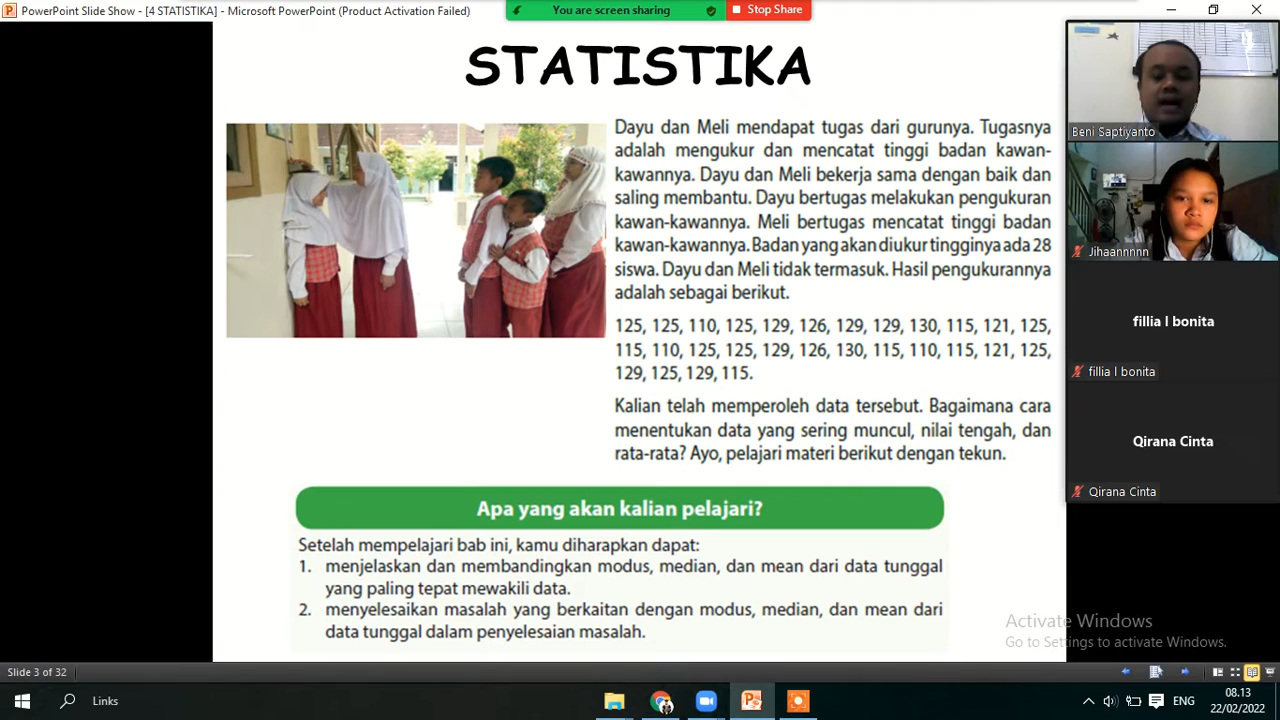 PowerPoint Slide Show - [4 STATISTIKA] - Microsoft PowerPoint (Product Activation Failed)
You are screen sharing
Stop Share
STATISTIKA
Dayu dan Meli mendapat tugas dari gurunya. Tugasnya
adalah mengukur dan mencatat tinggi badan kawan-
kawannya. Dayu dan Meli bekerja sama dengan baik dan
saling membantu. Dayu bertugas melakukan pengukuran
kawan-kawannya. Meli bertugas mencatat tinggi badan
kawan-kawannya. Badan yang akan diukur tingginya ada 28
siswa. Dayu dan Meli tidak termasuk. Hasil pengukurannya
adalah sebagai berikut.
125, 125, 110, 125, 129, 126, 129, 129, 130, 115, 121, 125,
115, 110, 125, 125, 129, 126, 130, 115, 110, 115, 121, 125,
129, 125, 129, 115.
Kalian telah memperoleh data tersebut. Bagaimana cara
menentukan data yang sering muncul, nilai tengah, dan
rata-rata? Ayo, pelajari materi berikut dengan tekun.
Apa yang akan kalian pelajari?
Setelah mempelajari bab ini, kamu diharapkan dapat:
1. menjelaskan dan membandingkan modus, median, dan mean dari data tunggal
yang paling tepat mewakili data.
2. menyelesaikan masalah yang berkaitan dengan modus, median, dan mean dari
data tunggal dalam penyelesaian masalah.
Beni Saptiyanto
Jihaannnnn
fillia l bonita
fillia l bonita
Qirana Cinta
Qirana Cinta
Activate Windows
Go to Settings to activate Windows.
Slide 3 of 32
Links
ENG
08.13
22/02/2022